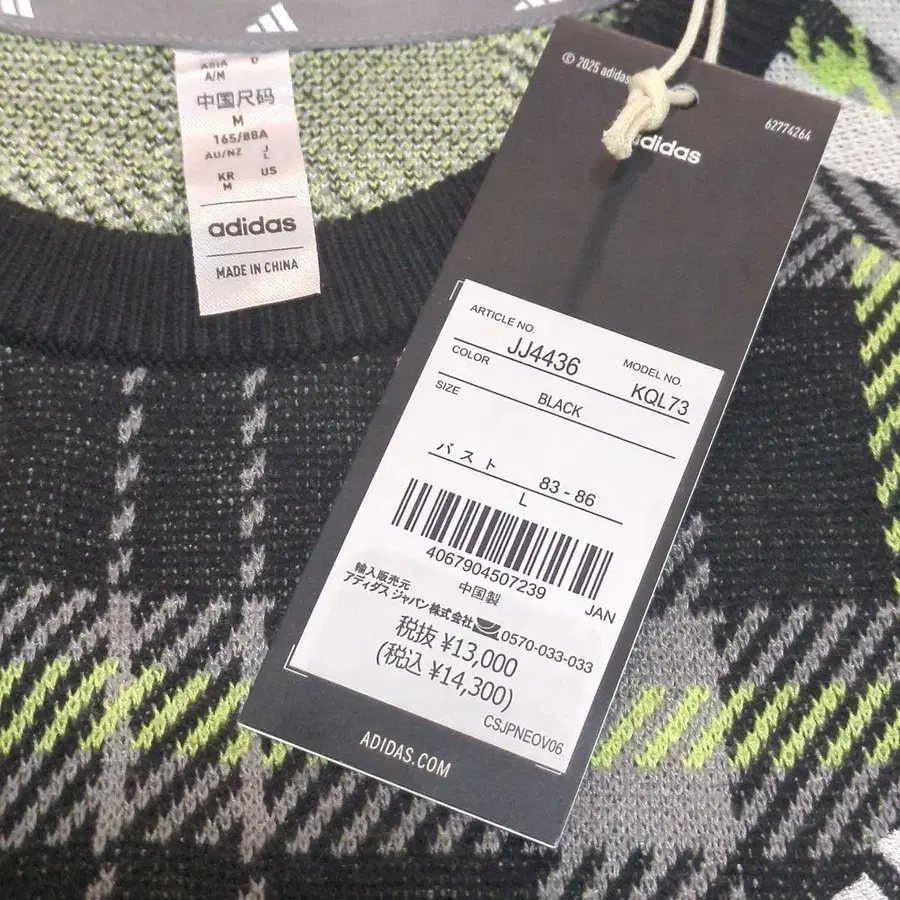 ASIA
A/M
中国尺码
M
165/88A
AU/NZ J
L
KR US
M
adidas
MADE IN CHINA
© 2025 adidas
62774264
adidas
ARTICLE NO.
JJ4436
MODEL NO.
KQL73
COLOR
BLACK
SIZE
バスト
83-86
L
4067904507239
JAN
中国製
輸入販売元
アディダス ジャパン株式会社
0570-033-033
税抜 ¥13,000
(税込 ¥14,300)
CSJPNEOV06
ADIDAS.COM